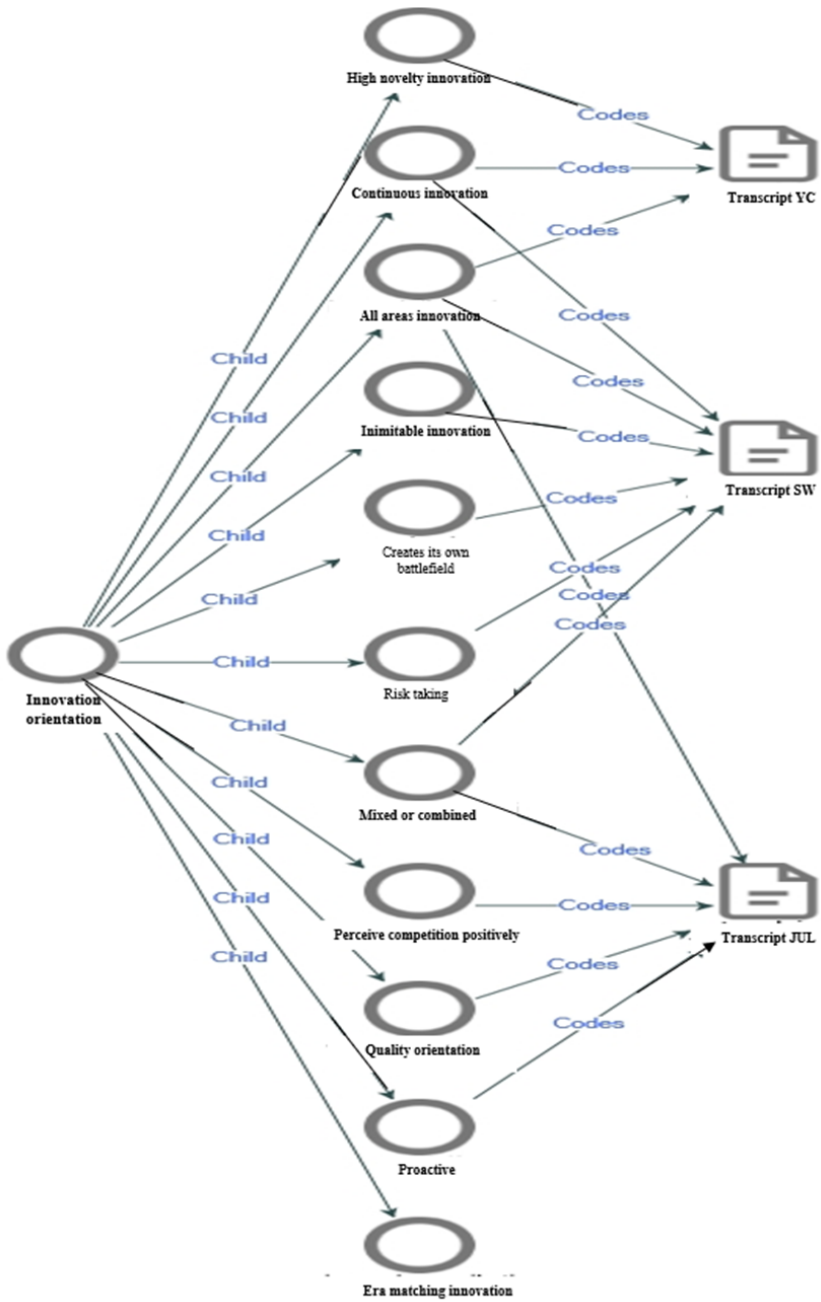 High novelty innovation
Codes
Transcript YC
Codes
Continuous innovation
Codes
All areas innovation
Codes
Child
Codes
Child
Inimitable innovation
Codes
Child
Transcript SW
Codes
Child
Creates its own
battlefield
Codes
Child
Codes
Codes
Child
Innovation
orientation
Risk taking
Child
Child
Mixed or combined
Child
Codes
Child
Codes
Perceive competition positively
Transcript JUL
Child
Codes
Codes
Quality orientation
Proactive
Era matching innovation